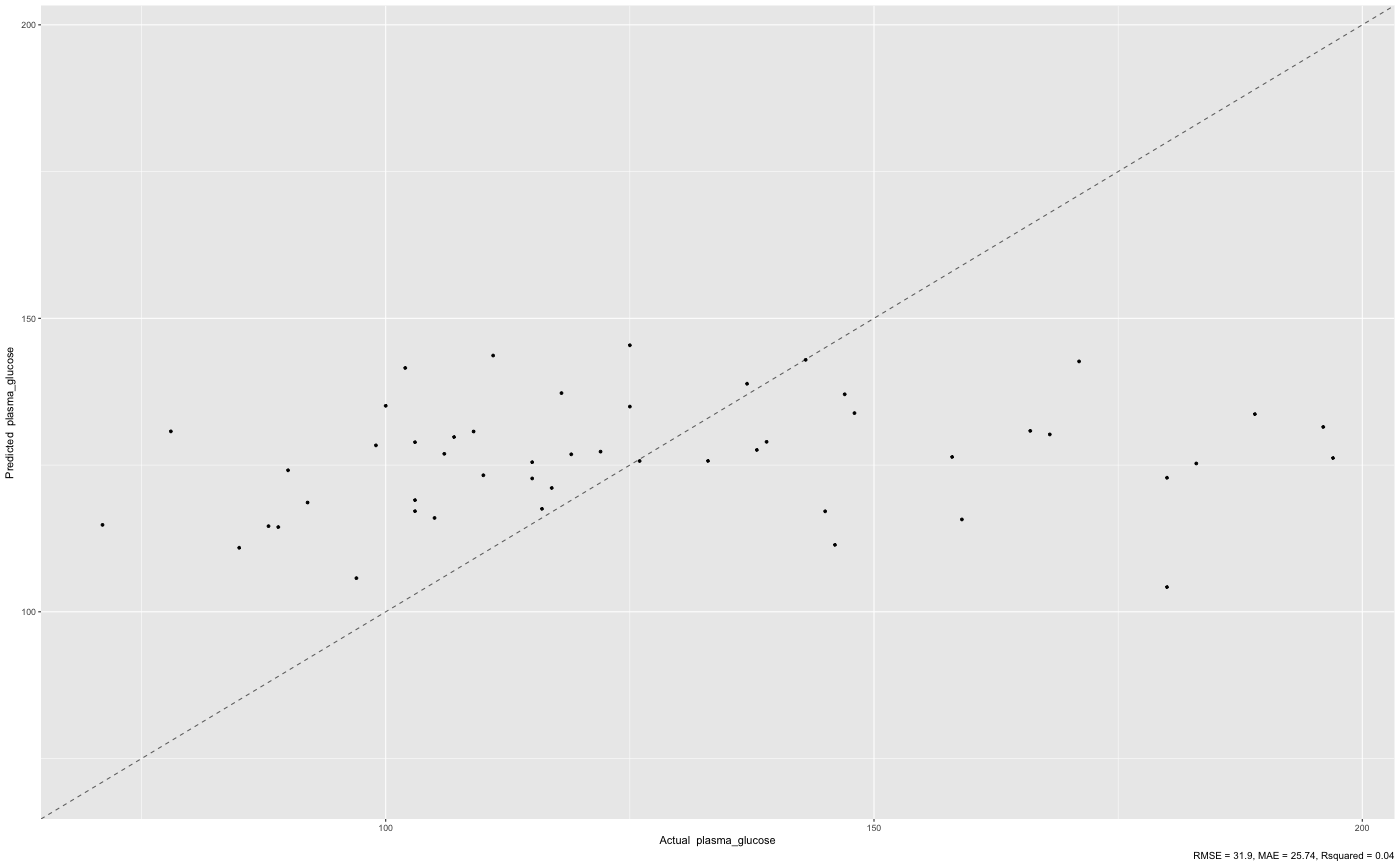 200
150
100
Predicted plasma_glucose
100
150
200
Actual plasma_glucose
RMSE = 31.9, MAE = 25.74, Rsquared = 0.04